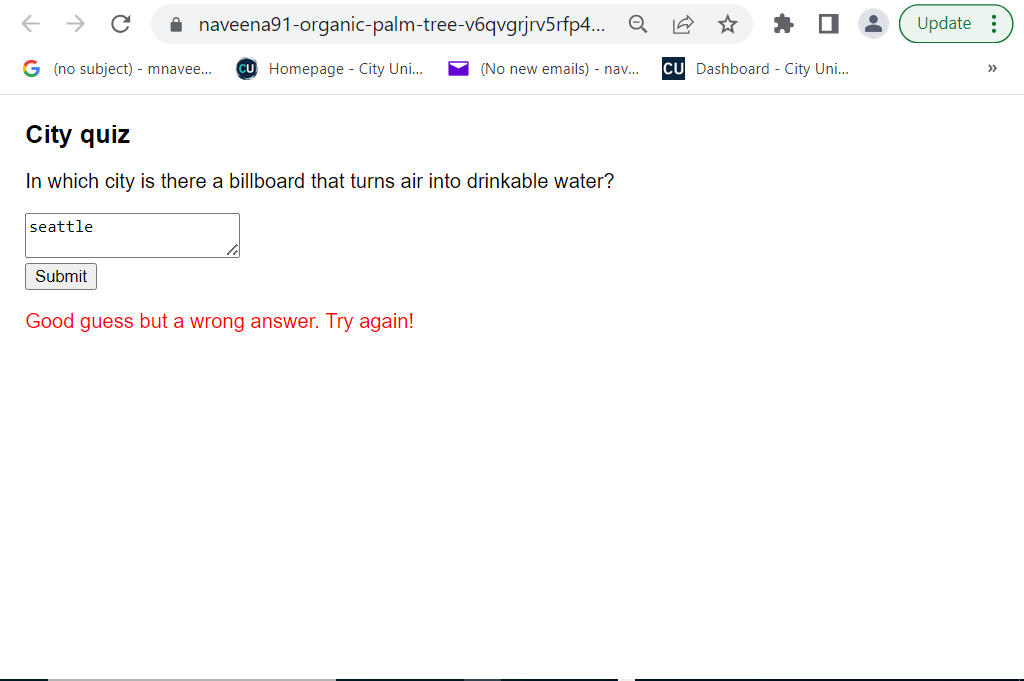 naveena91-organic-palm-tree-v6qvgrjrv5rfp4...
Update
(no subject) - mnavee...
CU
Homepage - City Uni...
(No new emails) - nav...
CU
Dashboard - City Uni...
»
City quiz
In which city is there a billboard that turns air into drinkable water?
seattle
Submit
Good guess but a wrong answer. Try again!